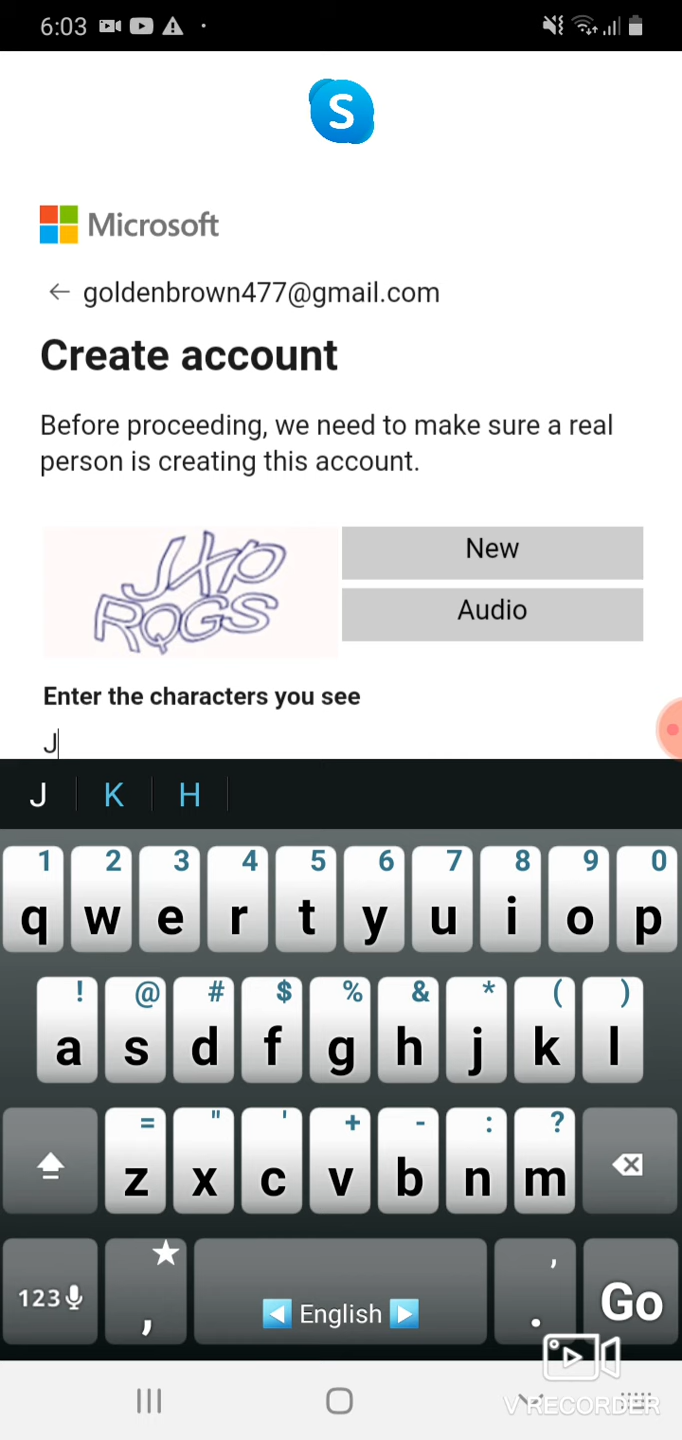 6:03
S
Microsoft
← goldenbrown477@gmail.com
Create account
Before proceeding, we need to make sure a real
person is creating this account.
New
Audio
Enter the characters you see
J
J K H
1 2 3 4 5 6 7 8 9 0
q w e r t y u i o p
! @ # $ % & * ( )
a s d f g h j k l
= " ' + - : ?
z x c v b n m
123 , English . ' Go
V RECORDER